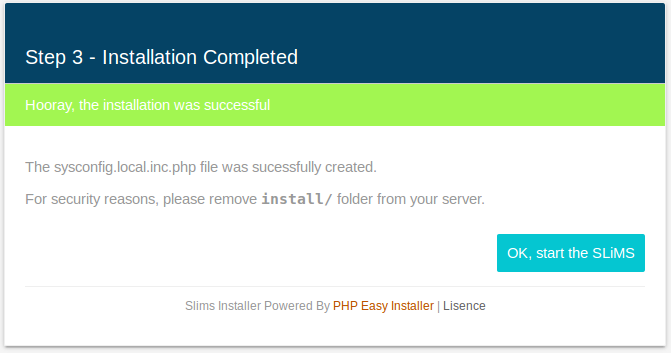 Step 3 - Installation Completed
Hooray, the installation was successful
The sysconfig.local.inc.php file was sucessfully created.
For security reasons, please remove install/ folder from your server.
OK, start the SLiMS
Slims Installer Powered By PHP Easy Installer | Lisence